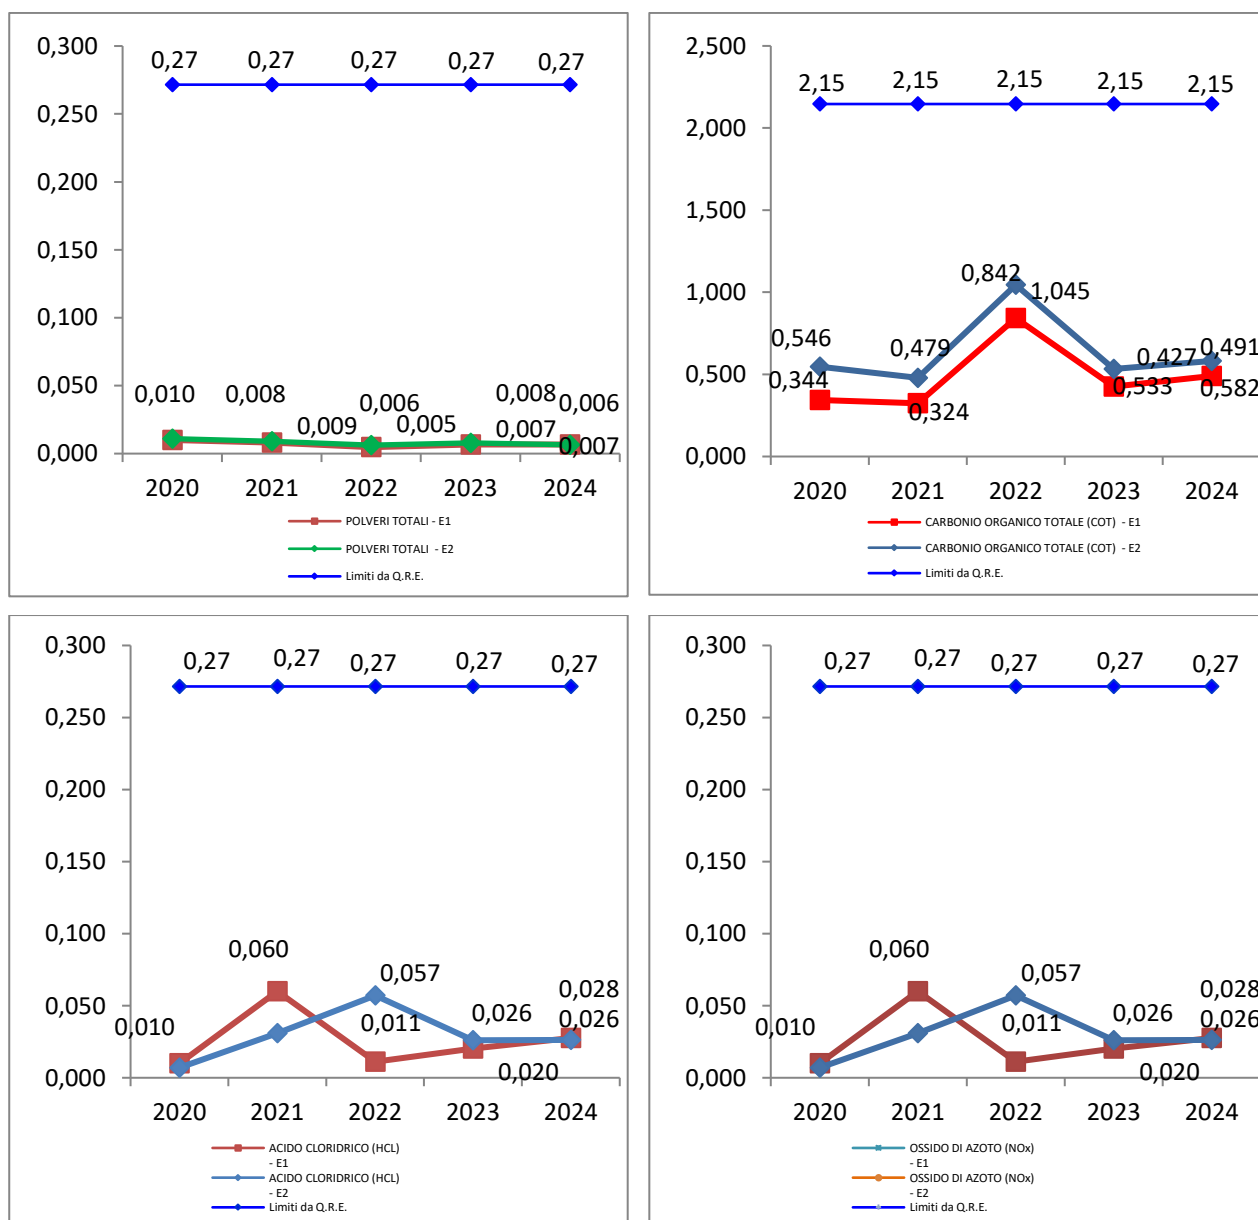 0,300
0,250
0,200
0,150
0,100
0,050
0,000
0,27 0,27 0,27 0,27 0,27
0,010 0,008 0,009 0,006 0,005 0,008 0,007 0,006 0,007
2020 2021 2022 2023 2024
POLVERI TOTALI - E1
POLVERI TOTALI - E2
Limiti da Q.R.E.
2,500
2,000
1,500
1,000
0,500
0,000
2,15 2,15 2,15 2,15 2,15
0,546 0,479 0,842 1,045 0,427 0,491
0,344 0,324 0,533 0,582
2020 2021 2022 2023 2024
CARBONIO ORGANICO TOTALE (COT) - E1
CARBONIO ORGANICO TOTALE (COT) - E2
Limiti da Q.R.E.
0,300
0,250
0,200
0,150
0,100
0,050
0,000
0,27 0,27 0,27 0,27 0,27
0,010 0,060 0,057 0,011 0,026 0,020 0,028 0,026
2020 2021 2022 2023 2024
ACIDO CLORIDRICO (HCL)
- E1
ACIDO CLORIDRICO (HCL)
- E2
Limiti da Q.R.E.
0,300
0,250
0,200
0,150
0,100
0,050
0,000
0,27 0,27 0,27 0,27 0,27
0,010 0,060 0,057 0,011 0,026 0,020 0,028 0,026
2020 2021 2022 2023 2024
OSSIDO DI AZOTO (NOx)
- E1
OSSIDO DI AZOTO (NOx)
- E2
Limiti da Q.R.E.